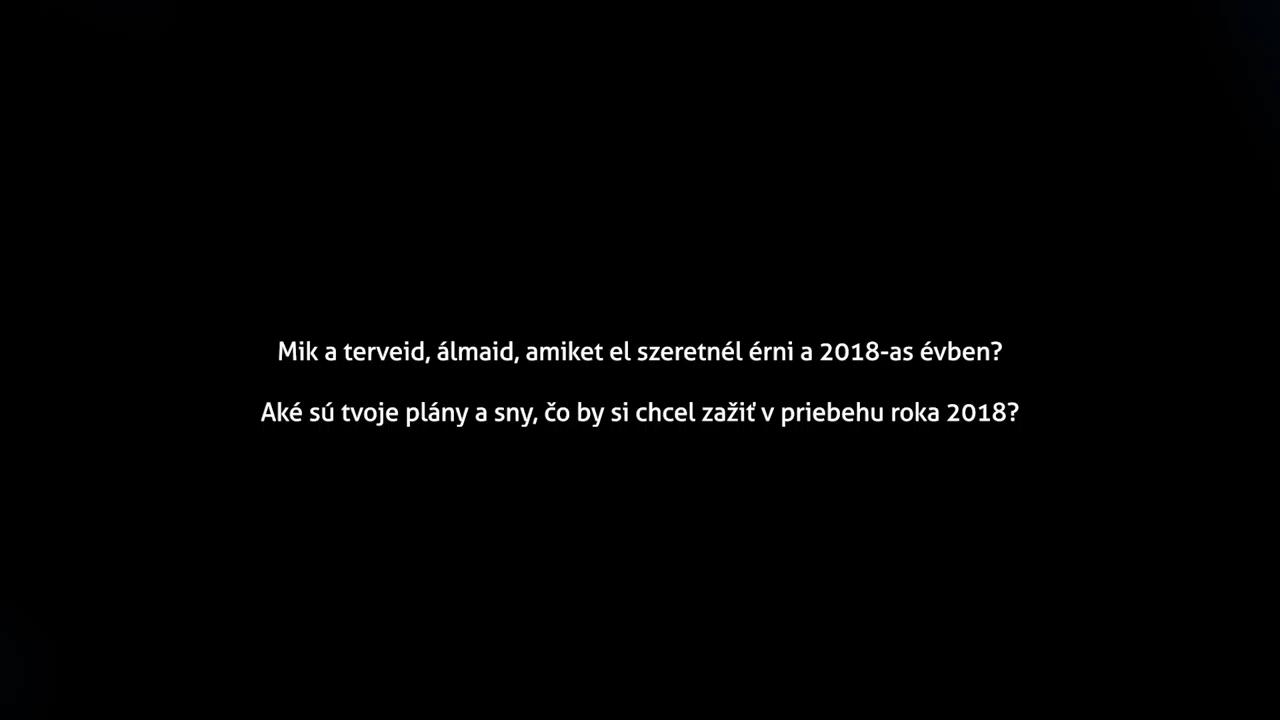 Mik a terveid, álmaid, amiket el szeretnél érni a 2018-as évben?
Aké sú tvoje plány a sny, čo by si chcel zažiť v priebehu roka 2018?